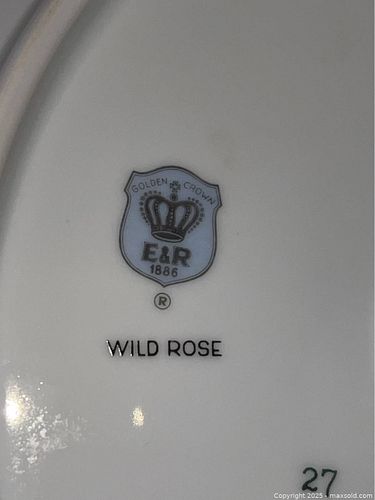 GOLDEN CROWN
E&R
1886
®
WILD ROSE
27
Copyright 2025 - maxsold.com